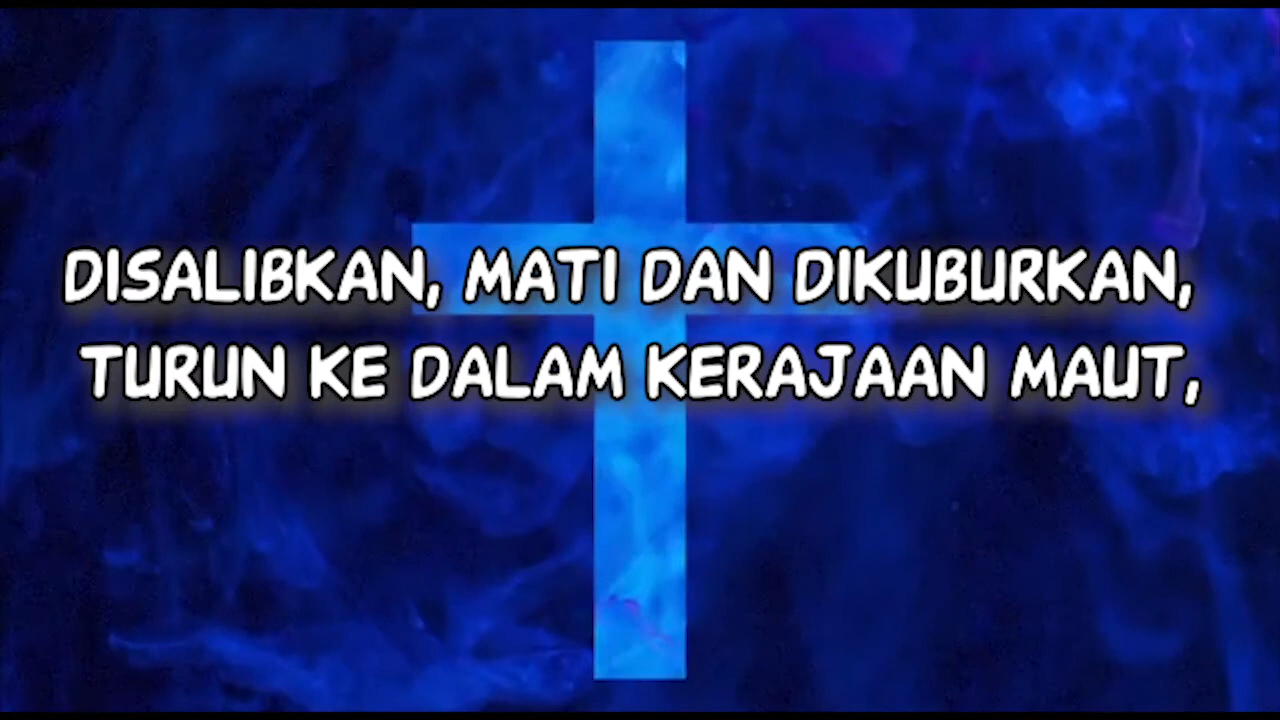 DISALIBKAN, MATI DAN DIKUBURKAN,
TURUN KE DALAM KERAJAAN MAUT,